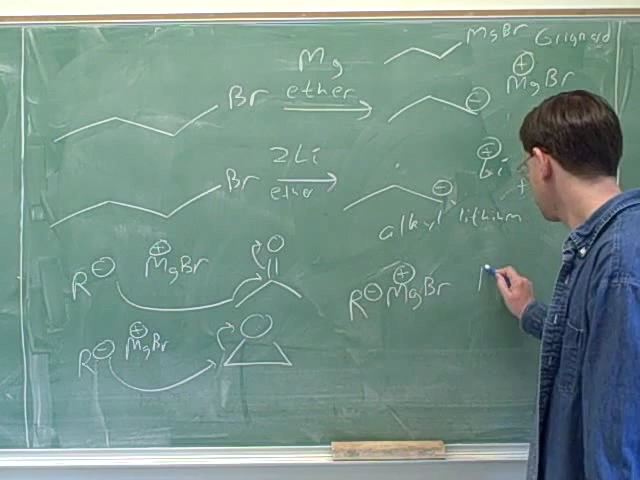 Mg
ether
Br
MgBr Grignard
⊖ ⊕ MgBr
2Li
ether
Br
⊖ ⊕ Li
alkyl lithium
R⊖ ⊕ MgBr O
R⊖ ⊕ MgBr
R⊖ ⊕ MgBr O